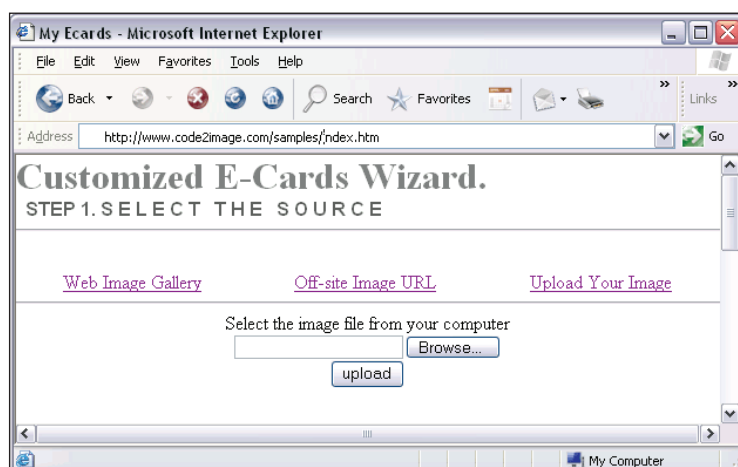 My Ecards - Microsoft Internet Explorer
File Edit View Favorites Tools Help
Back Search Favorites » Links »
Address http://www.code2image.com/samples/index.htm Go
Customized E-Cards Wizard.
STEP 1. SELECT THE SOURCE
Web Image Gallery Off-site Image URL Upload Your Image
Select the image file from your computer
Browse...
upload
My Computer